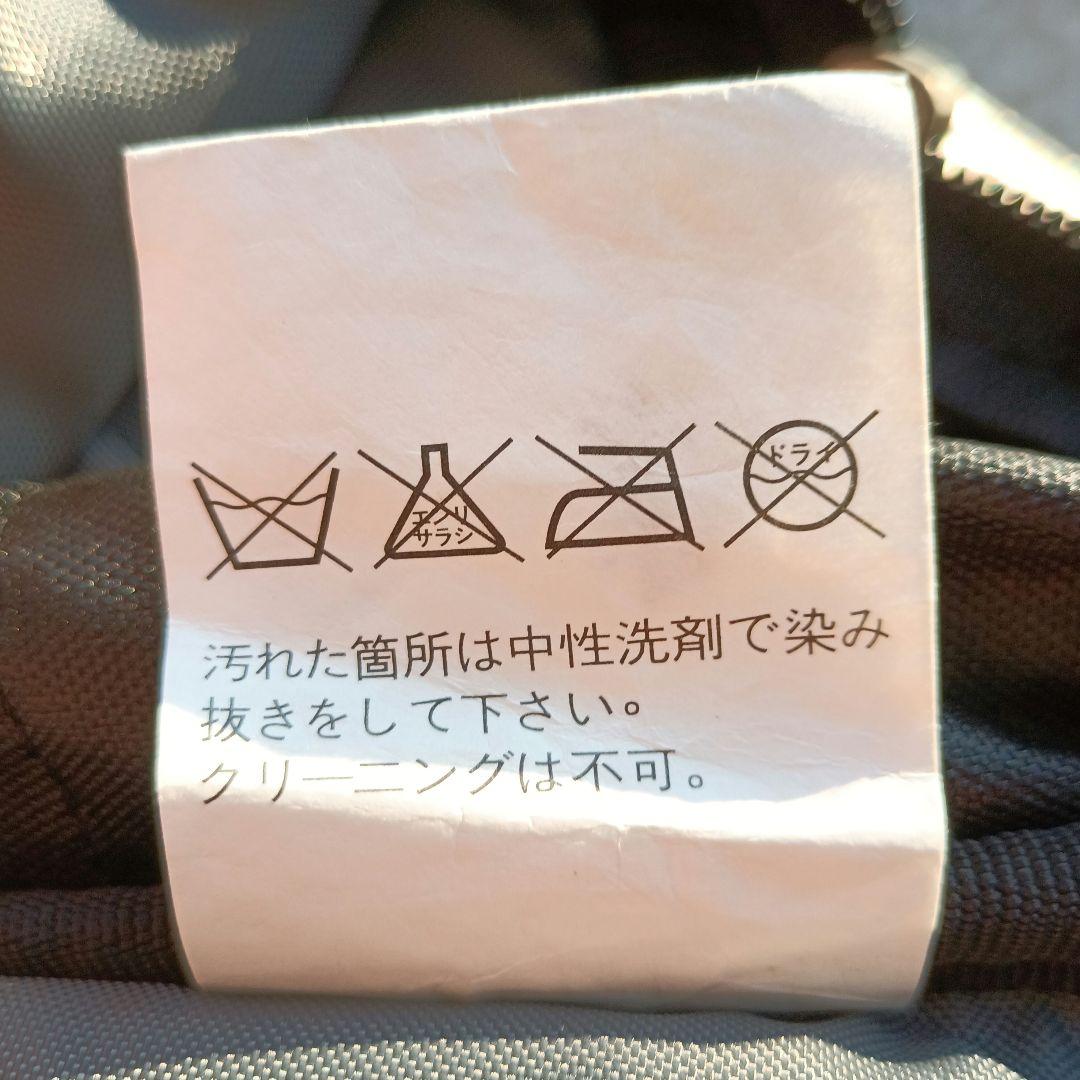 エンソ
サラシ
ドライ
汚れた箇所は中性洗剤で染み
抜きをして下さい。
クリーニングは不可。